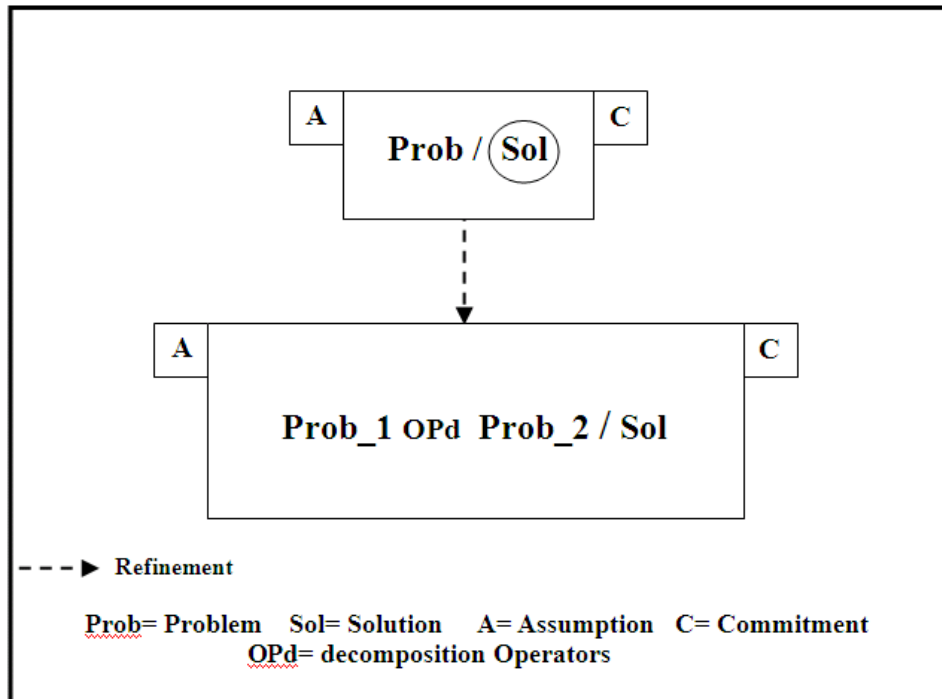 A Prob / Sol C
A C
Prob_1 OPd Prob_2 / Sol
Refinement
Prob= Problem Sol= Solution A= Assumption C= Commitment
OPd= decomposition Operators